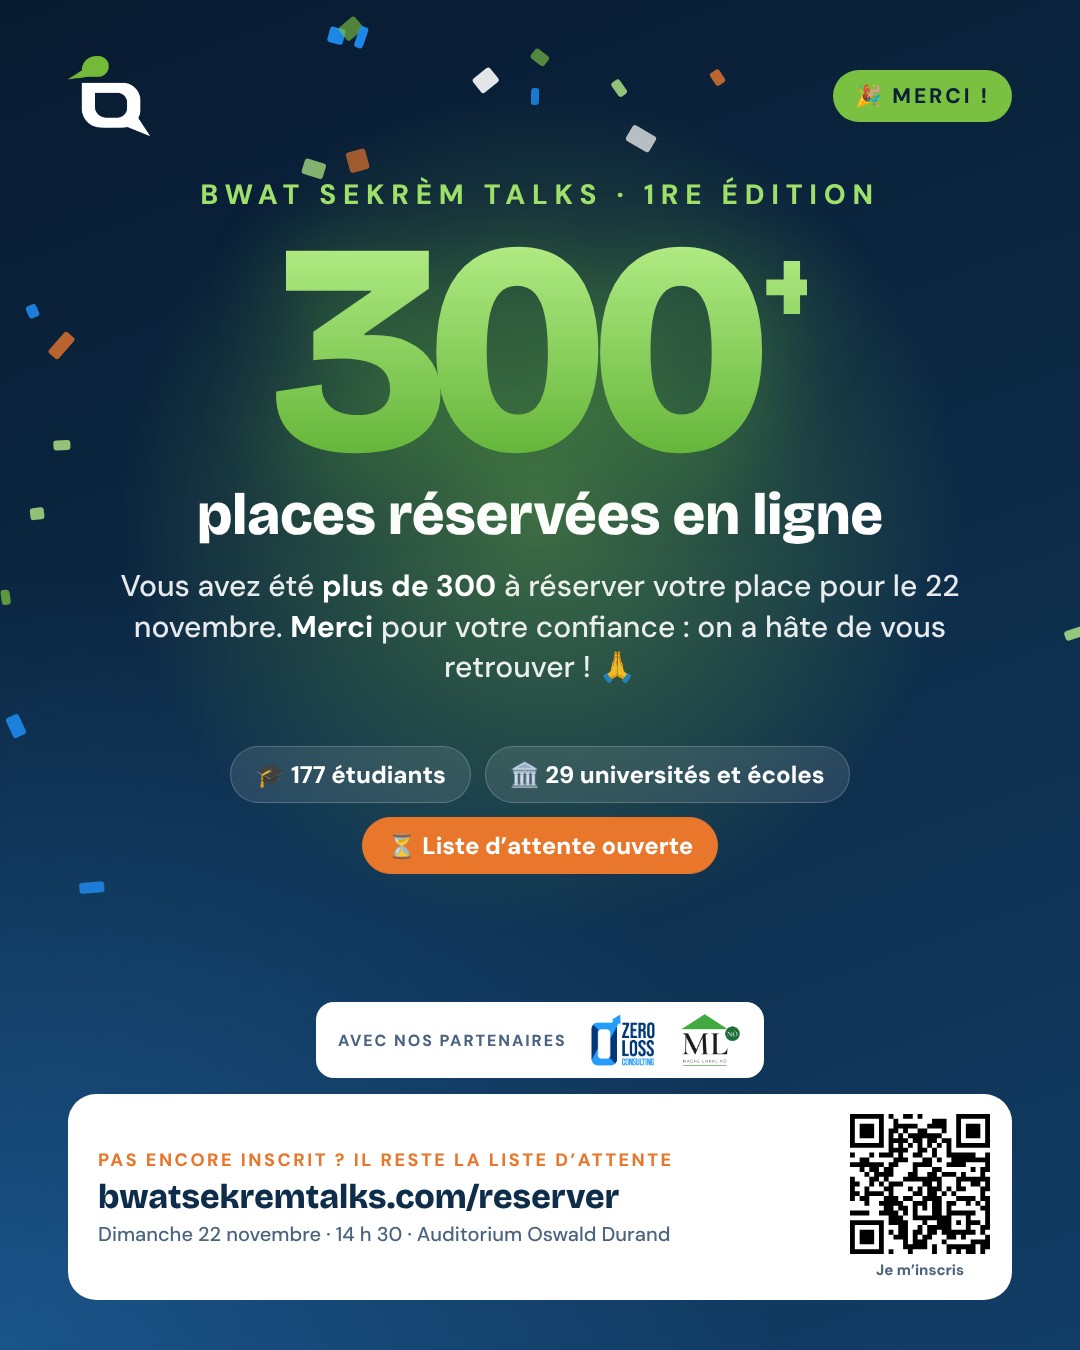 🎉 MERCI !
BWAT SEKRÈM TALKS · 1RE ÉDITION
300+
places réservées en ligne
Vous avez été plus de 300 à réserver votre place pour le 22
novembre. Merci pour votre confiance : on a hâte de vous
retrouver ! 🙏
🎓 177 étudiants
🏛️ 29 universités et écoles
⏳ Liste d’attente ouverte
AVEC NOS PARTENAIRES
ZERO
LOSS
CONSULTING
ML
NÒ
PAS ENCORE INSCRIT ? IL RESTE LA LISTE D’ATTENTE
bwatsekremtalks.com/reserver
Dimanche 22 novembre · 14 h 30 · Auditorium Oswald Durand
Je m’inscris